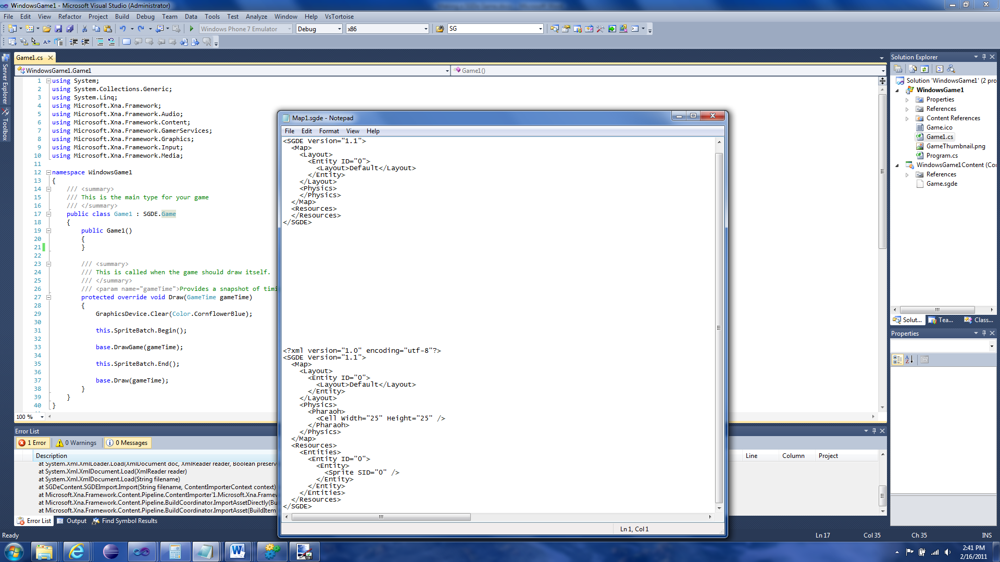 WindowsGame1 - Microsoft Visual Studio (Administrator)
File Edit View Refactor Project Build Debug Team Data Tools Test Analyze Window Help VsTortoise
Windows Phone 7 Emulator Debug x86 SG
Server Explorer
Toolbox
Game1.cs
WindowsGame1.Game1
Game1()
1 using System;
2 using System.Collections.Generic;
3 using System.Linq;
4 using Microsoft.Xna.Framework;
5 using Microsoft.Xna.Framework.Audio;
6 using Microsoft.Xna.Framework.Content;
7 using Microsoft.Xna.Framework.GamerServices;
8 using Microsoft.Xna.Framework.Graphics;
9 using Microsoft.Xna.Framework.Input;
10 using Microsoft.Xna.Framework.Media;
11
12 namespace WindowsGame1
13 {
14 /// <summary>
15 /// This is the main type for your game
16 /// </summary>
17 public class Game1 : SGDE.Game
18 {
19 public Game1()
20 {
21 }
22
23 /// <summary>
24 /// This is called when the game should draw itself.
25 /// </summary>
26 /// <param name="gameTime">Provides a snapshot of timi
27 protected override void Draw(GameTime gameTime)
28 {
29 GraphicsDevice.Clear(Color.CornflowerBlue);
30
31 this.SpriteBatch.Begin();
32
33 base.DrawGame(gameTime);
34
35 this.SpriteBatch.End();
36
37 base.Draw(gameTime);
38 }
39 }
40 }
100 %
Map1.sgde - Notepad
File Edit Format View Help
<SGDE Version="1.1">
<Map>
<Layout>
<Entity ID="0">
<Layout>Default</Layout>
</Entity>
</Layout>
<Physics>
</Physics>
</Map>
<Resources>
</Resources>
</SGDE>
<?xml version="1.0" encoding="utf-8"?>
<SGDE Version="1.1">
<Map>
<Layout>
<Entity ID="0">
<Layout>Default</Layout>
</Entity>
</Layout>
<Physics>
<Pharaoh>
<Cell Width="25" Height="25" />
</Pharaoh>
</Physics>
</Map>
<Resources>
<Entities>
<Entity ID="0">
<Entity>
<Sprite SID="0" />
</Entity>
</Entity>
</Entities>
</Resources>
</SGDE>
Ln 1, Col 1
Solution Explorer
Solution 'WindowsGame1' (2 pro
WindowsGame1
Properties
References
Content References
Game.ico
Game1.cs
GameThumbnail.png
Program.cs
WindowsGame1Content (Co
References
Game.sgde
Solut... Tea... Class...
Properties
Error List
1 Error 0 Warnings 0 Messages
Description Line Column Project
at System.Xml.XmlLoader.Load(XmlDocument doc, XmlReader reader, Boolean preserv
at System.Xml.XmlDocument.Load(XmlReader reader)
at System.Xml.XmlDocument.Load(String filename)
at SGDeContent.SGDEImport.Import(String filename, ContentImporterContext context)
at Microsoft.Xna.Framework.Content.Pipeline.ContentImporter`1.Microsoft.Xna.Framew
at Microsoft.Xna.Framework.Content.Pipeline.BuildCoordinator.ImportAssetDirectly(Bu
at Microsoft.Xna.Framework.Content.Pipeline.BuildCoordinator.ImportAsset(BuildItem
Error List Output Find Symbol Results
Ready Ln 17 Col 35 Ch 35 INS
2:41 PM
2/16/2011